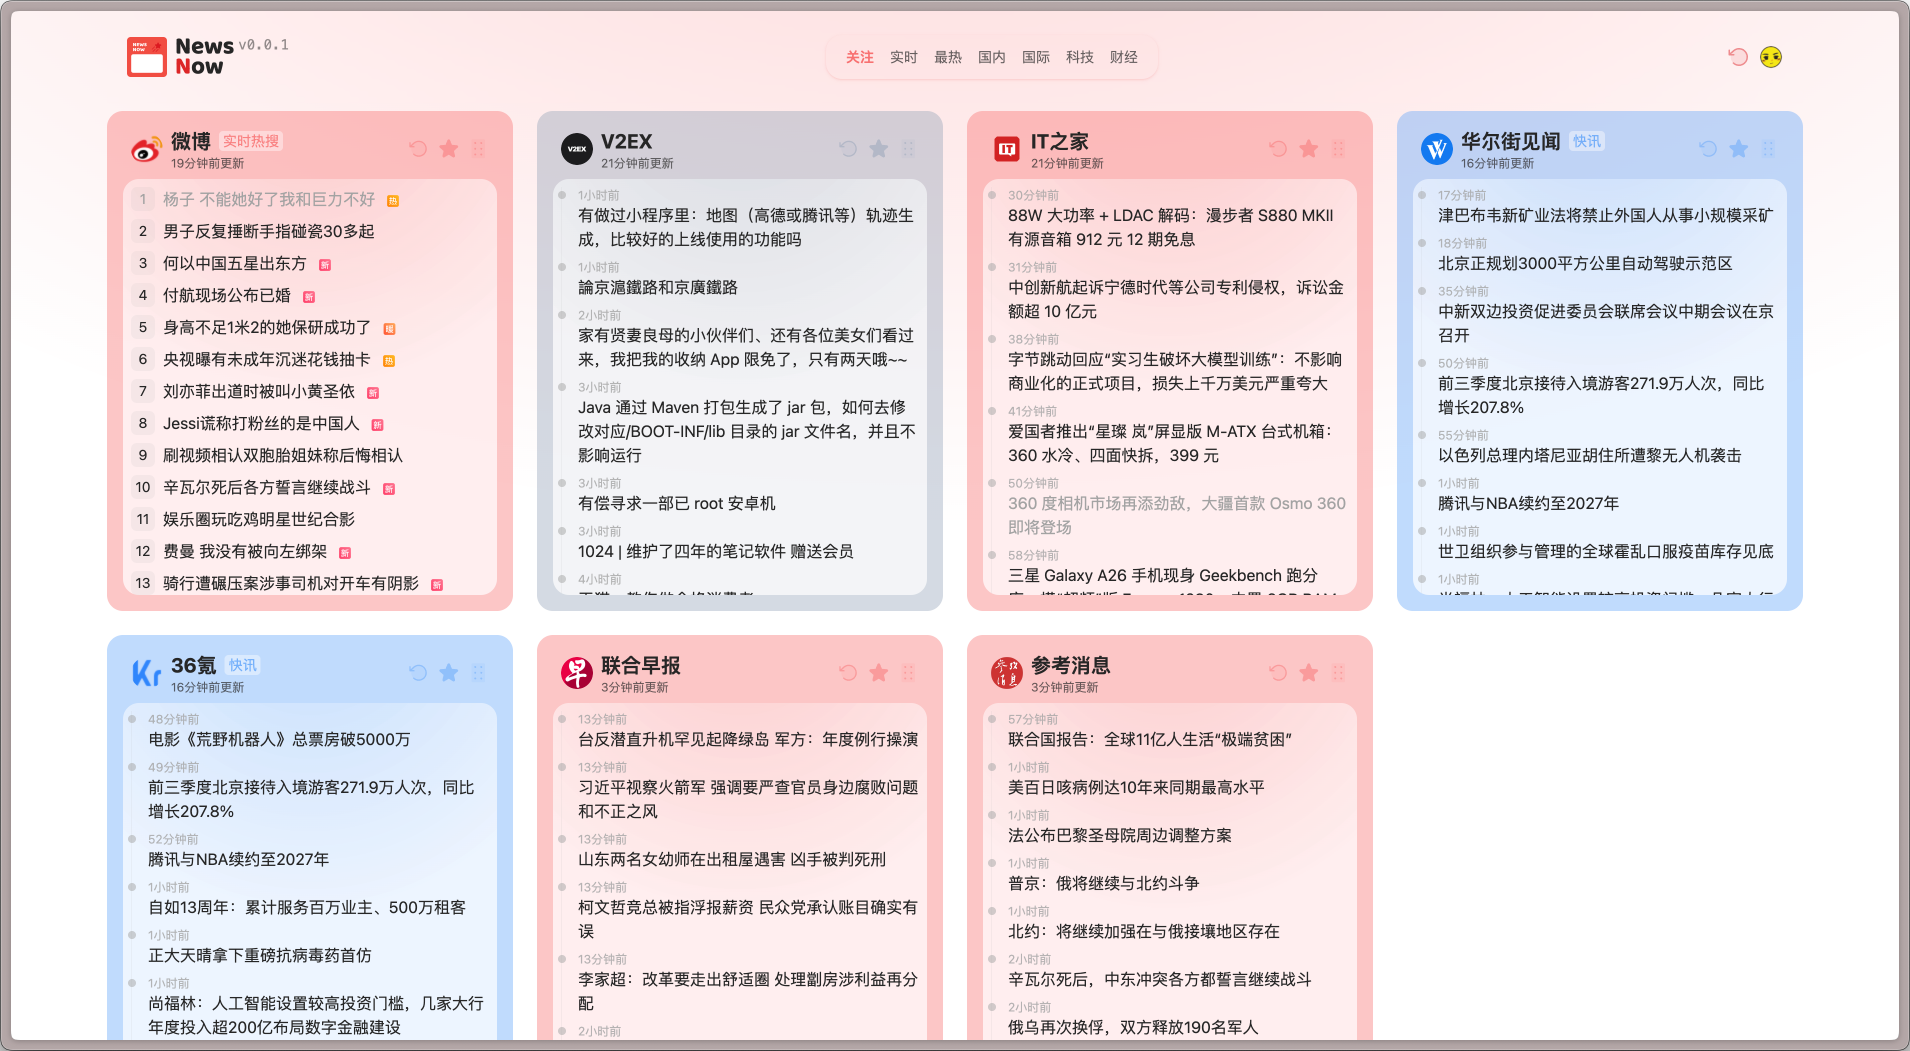 News
Now
v0.0.1
关注 实时 最热 国内 国际 科技 财经
微博 实时热搜
19分钟前更新
1 杨子 不能她好了我和巨力不好 热
2 男子反复捶断手指碰瓷30多起
3 何以中国五星出东方 新
4 付航现场公布已婚 新
5 身高不足1米2的她保研成功了 暖
6 央视曝有未成年沉迷花钱抽卡 热
7 刘亦菲出道时被叫小黄圣依 新
8 Jessi谎称打粉丝的是中国人 新
9 刷视频相认双胞胎姐妹称后悔相认
10 辛瓦尔死后各方誓言继续战斗 新
11 娱乐圈玩吃鸡明星世纪合影
12 费曼 我没有被向左绑架 新
13 骑行遭碾压案涉事司机对开车有阴影 新
V2EX
21分钟前更新
1小时前
有做过小程序里：地图（高德或腾讯等）轨迹生
成，比较好的上线使用的功能吗
1小时前
論京滬鐵路和京廣鐵路
2小时前
家有贤妻良母的小伙伴们、还有各位美女们看过
来，我把我的收纳 App 限免了，只有两天哦~~
3小时前
Java 通过 Maven 打包生成了 jar 包，如何去修
改对应/BOOT-INF/lib 目录的 jar 文件名，并且不
影响运行
3小时前
有偿寻求一部已 root 安卓机
3小时前
1024 | 维护了四年的笔记软件 赠送会员
4小时前
IT之家
21分钟前更新
30分钟前
88W 大功率 + LDAC 解码：漫步者 S880 MKII
有源音箱 912 元 12 期免息
31分钟前
中创新航起诉宁德时代等公司专利侵权，诉讼金
额超 10 亿元
38分钟前
字节跳动回应“实习生破坏大模型训练”：不影响
商业化的正式项目，损失上千万美元严重夸大
41分钟前
爱国者推出“星璨 岚”屏显版 M-ATX 台式机箱：
360 水冷、四面快拆，399 元
50分钟前
360 度相机市场再添劲敌，大疆首款 Osmo 360
即将登场
58分钟前
三星 Galaxy A26 手机现身 Geekbench 跑分
华尔街见闻 快讯
16分钟前更新
17分钟前
津巴布韦新矿业法将禁止外国人从事小规模采矿
18分钟前
北京正规划3000平方公里自动驾驶示范区
35分钟前
中新双边投资促进委员会联席会议中期会议在京
召开
50分钟前
前三季度北京接待入境游客271.9万人次，同比
增长207.8%
55分钟前
以色列总理内塔尼亚胡住所遭黎无人机袭击
1小时前
腾讯与NBA续约至2027年
1小时前
世卫组织参与管理的全球霍乱口服疫苗库存见底
1小时前
36氪 快讯
16分钟前更新
48分钟前
电影《荒野机器人》总票房破5000万
49分钟前
前三季度北京接待入境游客271.9万人次，同比
增长207.8%
52分钟前
腾讯与NBA续约至2027年
1小时前
自如13周年：累计服务百万业主、500万租客
1小时前
正大天晴拿下重磅抗病毒药首仿
1小时前
尚福林：人工智能设置较高投资门槛，几家大行
年度投入超200亿布局数字金融建设
联合早报
3分钟前更新
13分钟前
台反潜直升机罕见起降绿岛 军方：年度例行操演
13分钟前
习近平视察火箭军 强调要严查官员身边腐败问题
和不正之风
13分钟前
山东两名女幼师在出租屋遇害 凶手被判死刑
13分钟前
柯文哲竞总被指浮报薪资 民众党承认账目确实有
误
13分钟前
李家超：改革要走出舒适圈 处理劏房涉利益再分
配
2小时前
参考消息
3分钟前更新
57分钟前
联合国报告：全球11亿人生活“极端贫困”
1小时前
美百日咳病例达10年来同期最高水平
1小时前
法公布巴黎圣母院周边调整方案
1小时前
普京：俄将继续与北约斗争
1小时前
北约：将继续加强在与俄接壤地区存在
2小时前
辛瓦尔死后，中东冲突各方都誓言继续战斗
2小时前
俄乌再次换俘，双方释放190名军人